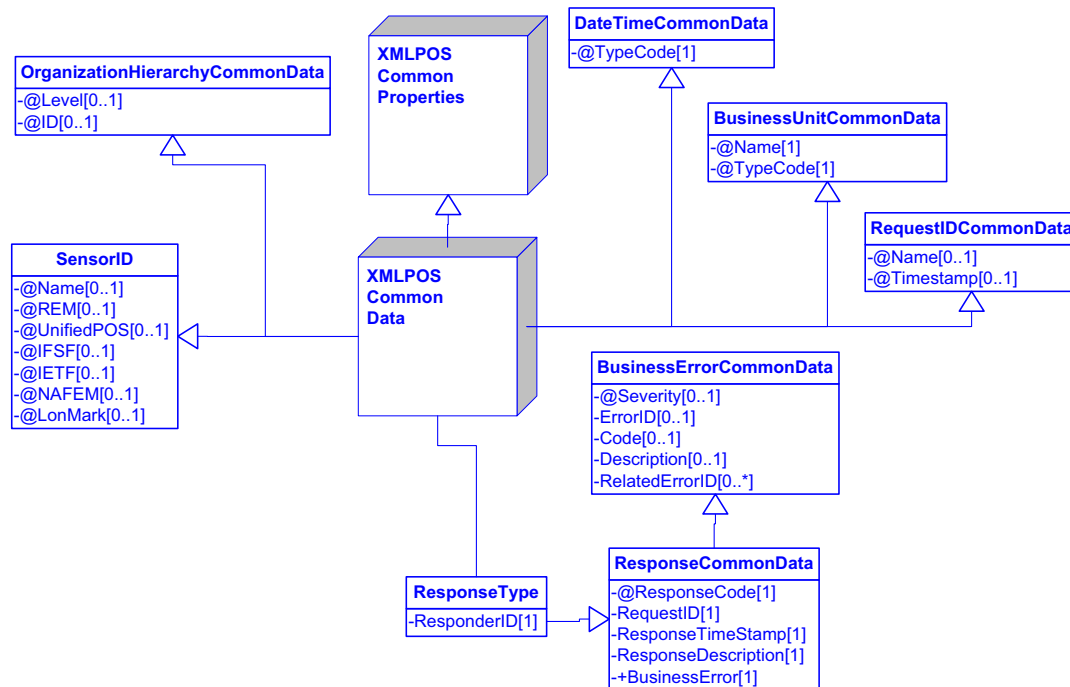 DateTimeCommonData
-@TypeCode[1]
XMLPOS
Common
Properties
OrganizationHierarchyCommonData
-@Level[0..1]
-@ID[0..1]
BusinessUnitCommonData
-@Name[1]
-@TypeCode[1]
RequestIDCommonData
-@Name[0..1]
-@Timestamp[0..1]
SensorID
-@Name[0..1]
-@REM[0..1]
-@UnifiedPOS[0..1]
-@IFSF[0..1]
-@IETF[0..1]
-@NAFEM[0..1]
-@LonMark[0..1]
XMLPOS
Common
Data
BusinessErrorCommonData
-@Severity[0..1]
-ErrorID[0..1]
-Code[0..1]
-Description[0..1]
-RelatedErrorID[0..*]
ResponseType
-ResponderID[1]
ResponseCommonData
-@ResponseCode[1]
-RequestID[1]
-ResponseTimeStamp[1]
-ResponseDescription[1]
-+BusinessError[1]